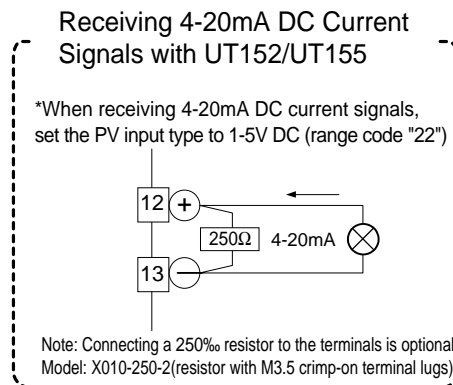 Receiving 4-20mA DC Current
Signals with UT152/UT155
*When receiving 4-20mA DC current signals,
set the PV input type to 1-5V DC (range code "22")
12 +
250Ω 4-20mA
13 −
Note: Connecting a 250‰ resistor to the terminals is optional
Model: X010-250-2(resistor with M3.5 crimp-on terminal lugs)